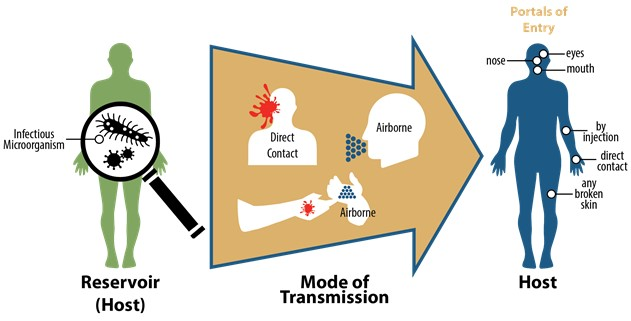 Infectious
Microorganism
Reservoir
(Host)
Direct
Contact
Airborne
Airborne
Mode of
Transmission
Portals of
Entry
nose
eyes
mouth
by
injection
direct
contact
any
broken
skin
Host